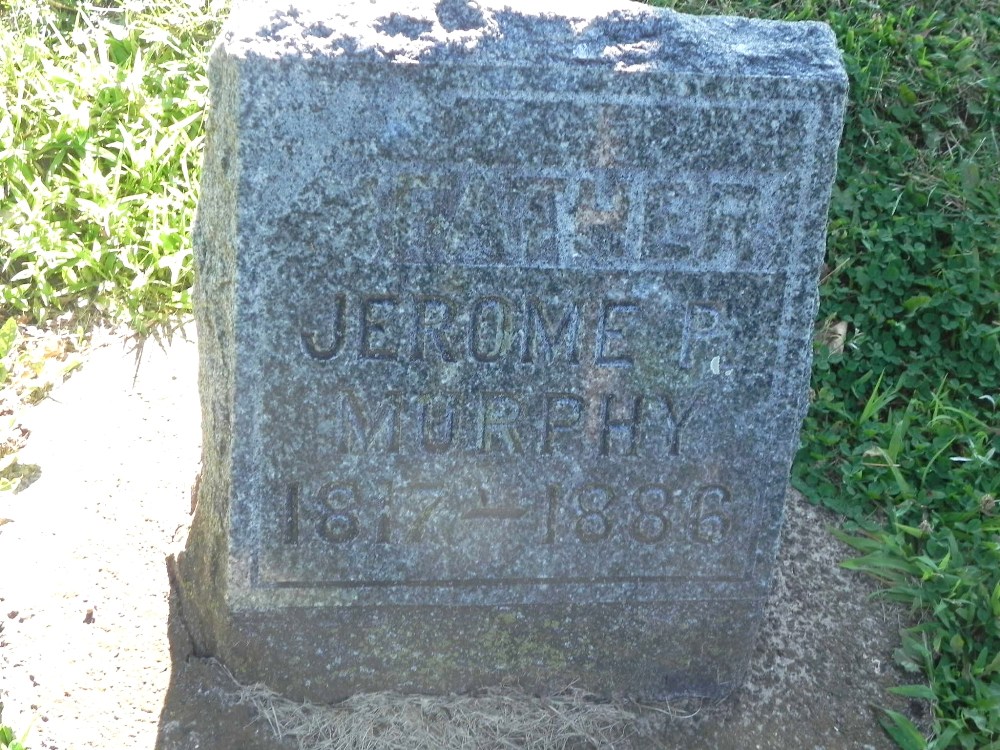 FATHER
JEROME P.
MURPHY
1817-1886